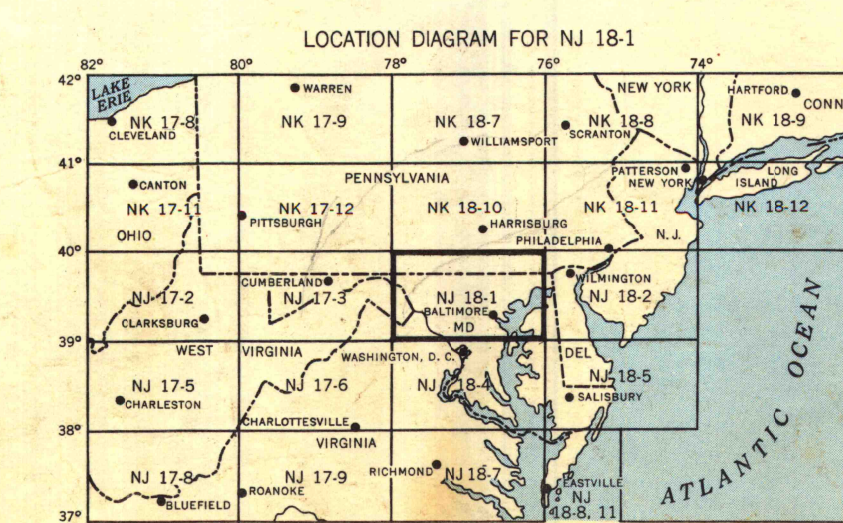 LOCATION DIAGRAM FOR NJ 18-1
82° 80° 78° 76° 74°
42°
LAKE
ERIE
WARREN
NEW YORK
HARTFORD
CONN
NK 17-8
NK 17-9
NK 18-7
NK 18-8
NK 18-9
CLEVELAND
WILLIAMSPORT
SCRANTON
41°
PENNSYLVANIA
PATTERSON
NEW YORK
LONG
ISLAND
CANTON
NK 17-11
NK 17-12
NK 18-10
NK 18-11
NK 18-12
PITTSBURGH
HARRISBURG
OHIO
PHILADELPHIA
N.J.
40°
CUMBERLAND
WILMINGTON
NJ 17-2
NJ 17-3
NJ 18-1
NJ 18-2
BALTIMORE
CLARKSBURG
MD
39°
WEST VIRGINIA
WASHINGTON, D. C.
DEL
NJ 17-5
NJ 17-6
NJ 18-4
NJ 18-5
CHARLESTON
SALISBURY
CHARLOTTESVILLE
38°
VIRGINIA
ATLANTIC OCEAN
NJ 17-8
NJ 17-9
RICHMOND
NJ 18-7
BLUEFIELD
ROANOKE
EASTVILLE
NJ
18-8, 11
37°